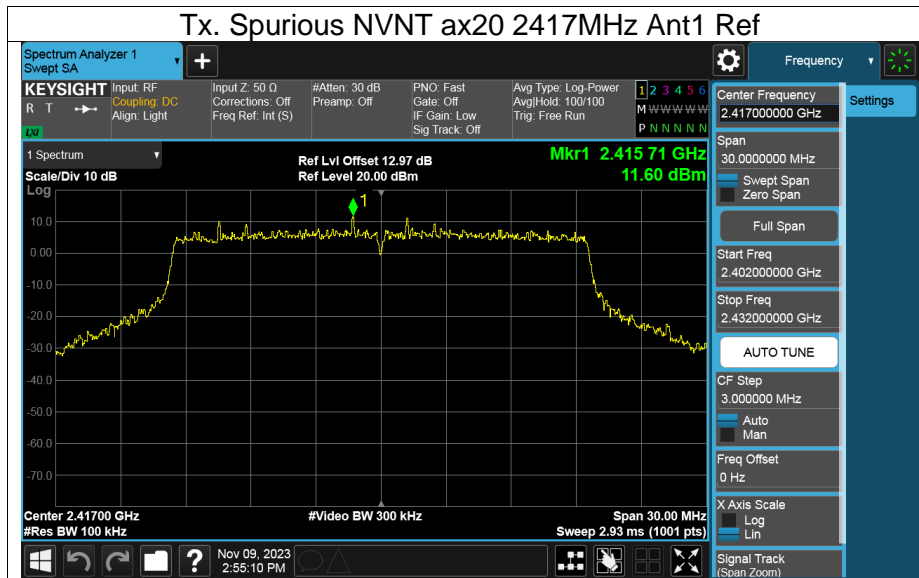 Tx. Spurious NVNT ax20 2417MHz Ant1 Ref
Spectrum Analyzer 1
Swept SA
+
Frequency
KEYSIGHT
R T
LXI
Input: RF
Coupling: DC
Align: Light
Input Z: 50 Ω
Corrections: Off
Freq Ref: Int (S)
#Atten: 30 dB
Preamp: Off
PNO: Fast
Gate: Off
IF Gain: Low
Sig Track: Off
Avg Type: Log-Power
Avg|Hold: 100/100
Trig: Free Run
1 2 3 4 5 6
M W W W W W
P N N N N N
1 Spectrum
Scale/Div 10 dB
Log
Ref Lvl Offset 12.97 dB
Ref Level 20.00 dBm
Mkr1 2.415 71 GHz
11.60 dBm
1
10.0
0.00
-10.0
-20.0
-30.0
-40.0
-50.0
-60.0
-70.0
Center 2.41700 GHz
#Res BW 100 kHz
#Video BW 300 kHz
Span 30.00 MHz
Sweep 2.93 ms (1001 pts)
Center Frequency
2.417000000 GHz
Settings
Span
30.0000000 MHz
Swept Span
Zero Span
Full Span
Start Freq
2.402000000 GHz
Stop Freq
2.432000000 GHz
AUTO TUNE
CF Step
3.000000 MHz
Auto
Man
Freq Offset
0 Hz
X Axis Scale
Log
Lin
Signal Track
(Span Zoom)
?
Nov 09, 2023
2:55:10 PM